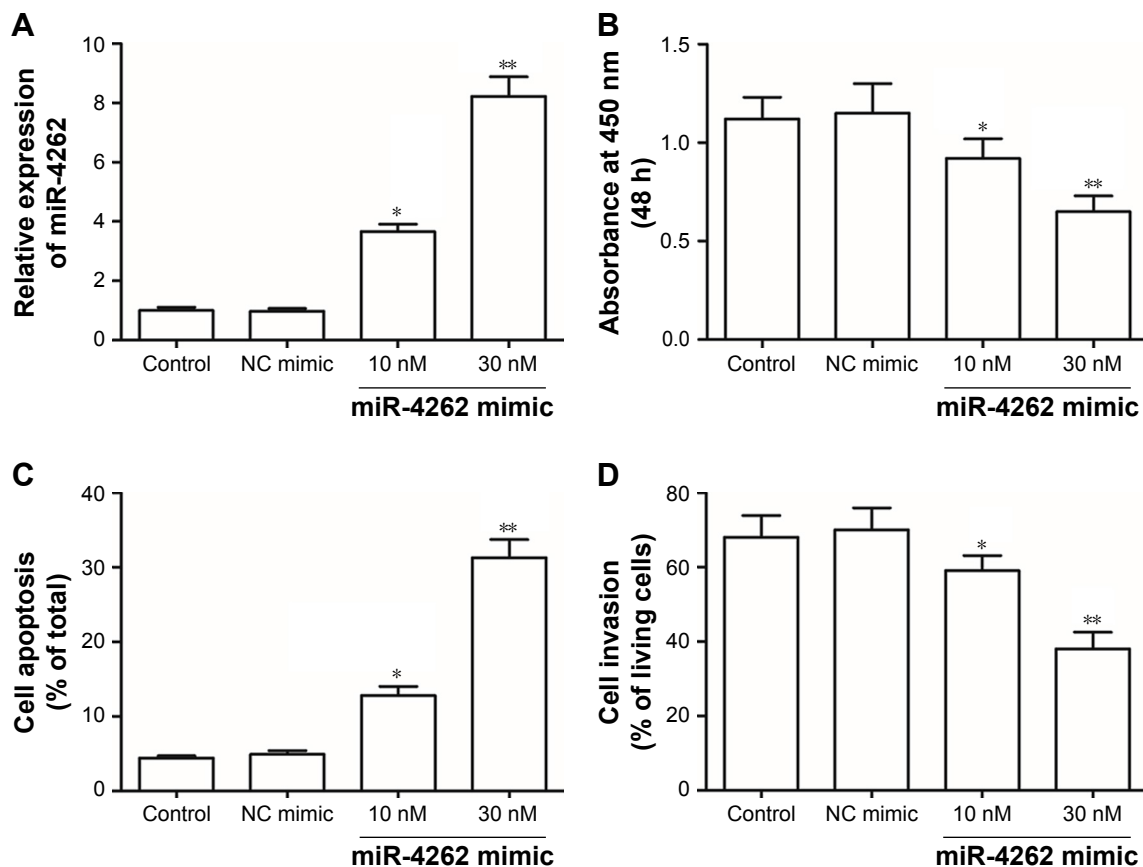 A
Relative expression
of miR-4262
10
8
6
4
2
0
**
*
Control
NC mimic
10 nM
30 nM
miR-4262 mimic
B
Absorbance at 450 nm
(48 h)
1.5
1.0
0.5
0.0
*
**
Control
NC mimic
10 nM
30 nM
miR-4262 mimic
C
Cell apoptosis
(% of total)
40
30
20
10
0
**
*
Control
NC mimic
10 nM
30 nM
miR-4262 mimic
D
Cell invasion
(% of living cells)
80
60
40
20
0
*
**
Control
NC mimic
10 nM
30 nM
miR-4262 mimic